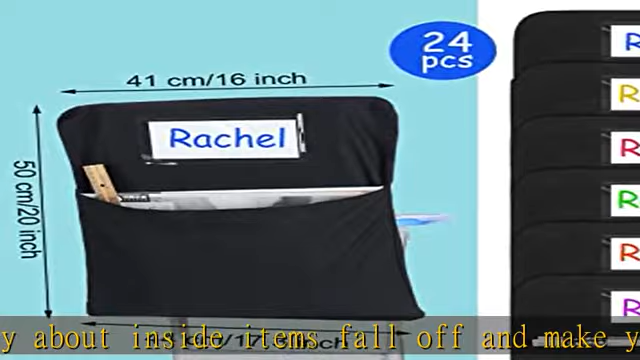 24
pcs
41 cm/16 inch
Rachel
50 cm/20 inch
R
R
R
R
R
R
y about inside items fall off and make y